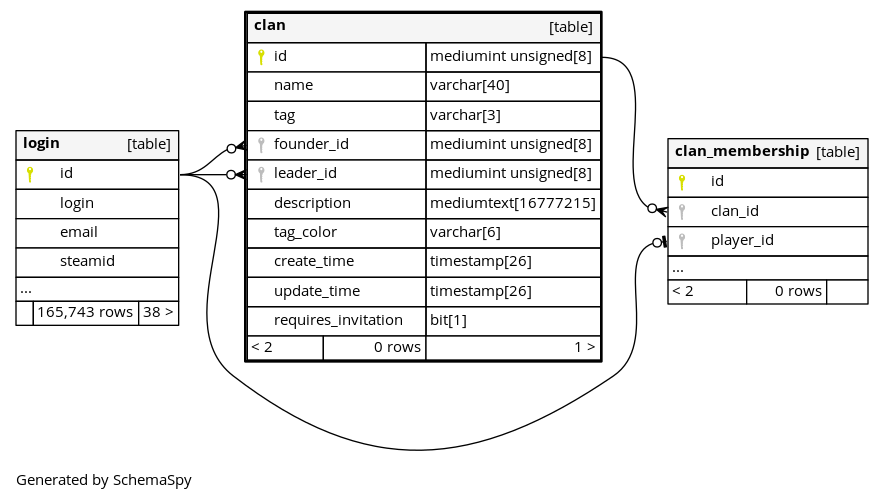 login [table]
id
login
email
steamid
...
165,743 rows 38 >
clan [table]
id mediumint unsigned[8]
name varchar[40]
tag varchar[3]
founder_id mediumint unsigned[8]
leader_id mediumint unsigned[8]
description mediumtext[16777215]
tag_color varchar[6]
create_time timestamp[26]
update_time timestamp[26]
requires_invitation bit[1]
< 2 0 rows 1 >
clan_membership [table]
id
clan_id
player_id
...
< 2 0 rows
Generated by SchemaSpy